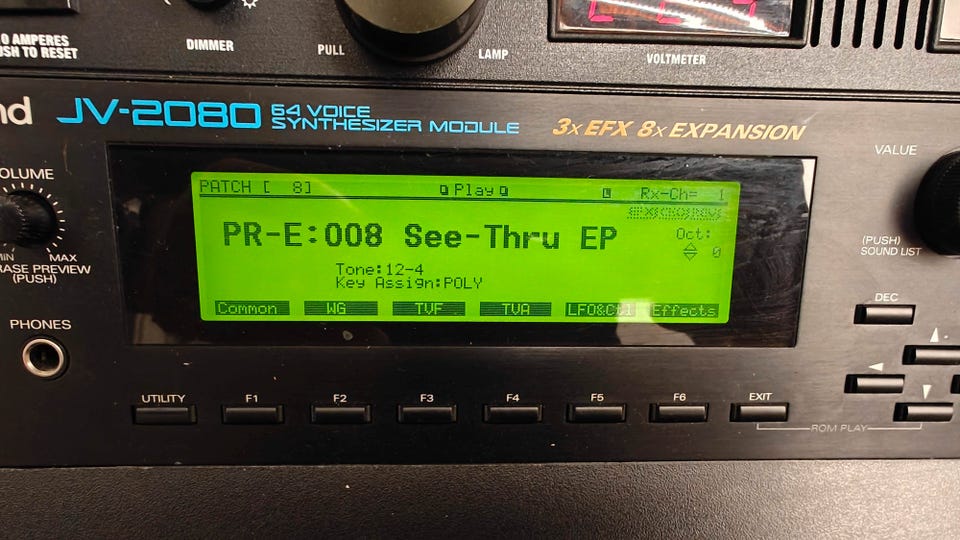 0 AMPERES
USH TO RESET
DIMMER
PULL
LAMP
VOLTMETER
nd JV-2080 64 VOICE
SYNTHESIZER MODULE
3x EFX 8x EXPANSION
OLUME
MIN MAX
RASE PREVIEW
(PUSH)
PHONES
PATCH [ 8] Play L Rx-Ch= 1
PR-E:008 See-Thru EP
Oct:
0
Tone:12-4
Key Assign:POLY
Common WG TVF TVA LFO&Ctl Effects
VALUE
(PUSH)
SOUND LIST
DEC
UTILITY F1 F2 F3 F4 F5 F6 EXIT
ROM PLAY